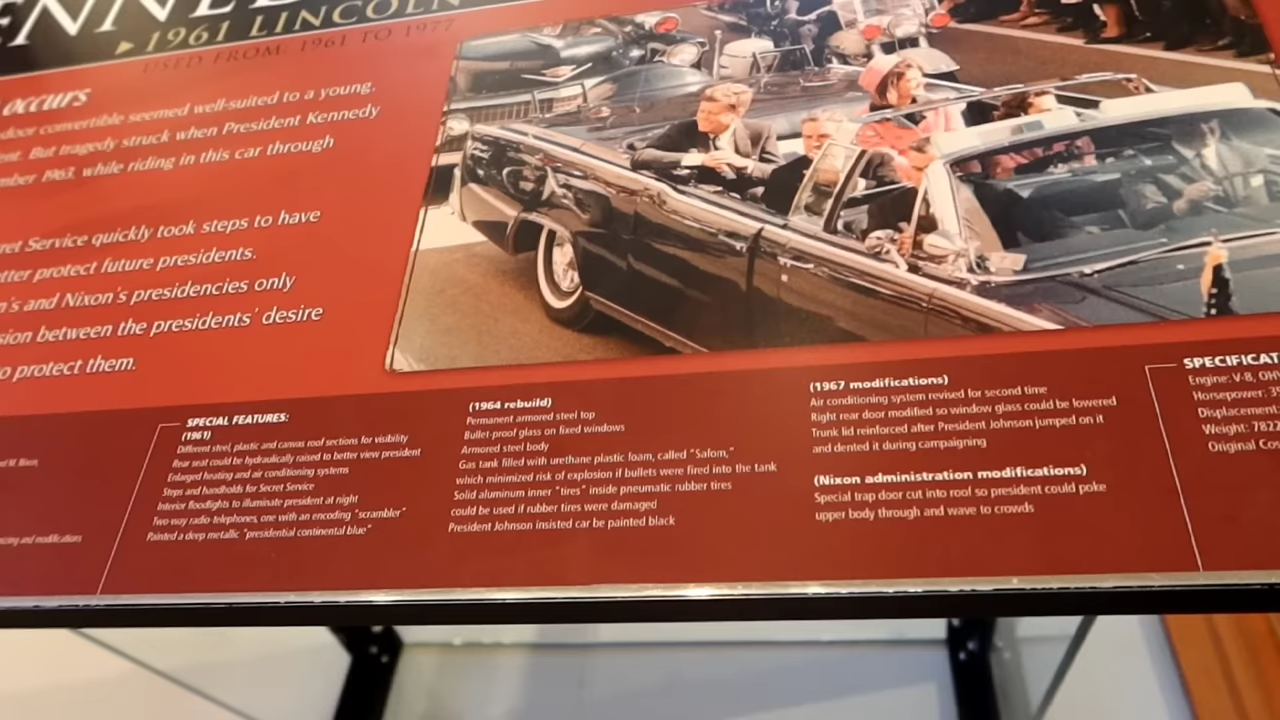 1961 LINCOLN
USED FROM: 1961 TO 1977
occurs
door convertible seemed well-suited to a young,
But tragedy struck when President Kennedy
1963, while riding in this car through
Service quickly took steps to have
protect future presidents.
and Nixon's presidencies only
between the presidents' desire
protect them.
SPECIAL FEATURES:
(1961)
Different steel, plastic and canvas roof sections for visibility
Rear seat could be hydraulically raised to better view president
Enlarged heating and air conditioning systems
Steps and handholds for Secret Service
Interior floodlights to illuminate president at night
Two way radio telephones, one with an encoding "scrambler"
Painted a deep metallic "presidential continental blue"
(1964 rebuild)
Permanent armored steel top
Bullet-proof glass on fixed windows
Armored steel body
Gas tank filled with urethane plastic foam, called "Safom,"
which minimized risk of explosion if bullets were fired into the tank
Solid aluminum inner "tires" inside pneumatic rubber tires
could be used if rubber tires were damaged
President Johnson insisted car be painted black
(1967 modifications)
Air conditioning system revised for second time
Right rear door modified so window glass could be lowered
Trunk lid reinforced after President Johnson jumped on it
and dented it during campaigning
(Nixon administration modifications)
Special trap door cut into roof so president could poke
upper body through and wave to crowds
Engine: V-8,
Horsepower:
Displacement
Weight: 7822
Original
and modifications